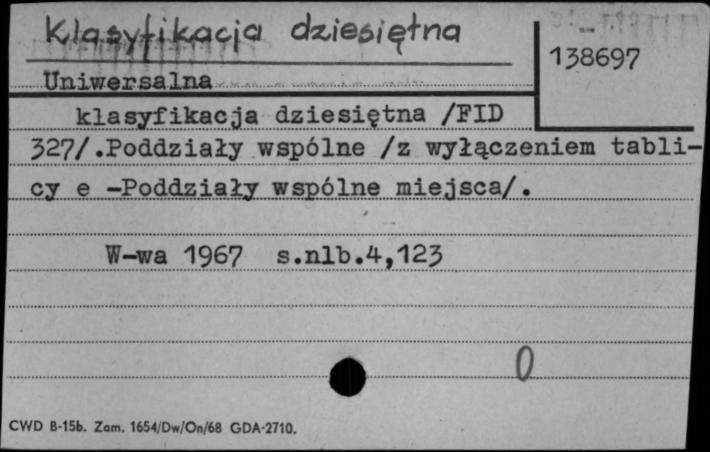 Klasyfikacja dziesiętna
138697
Uniwersalna
klasyfikacja dziesiętna /FID
327/.Poddziały wspólne /z wyłączeniem tabli-
cy e -Poddziały wspólne miejsca/.
W-wa 1967 s.nlb.4,123
0
CWD B-15b. Zam. 1654/Dw/On/68 GDA-2710.